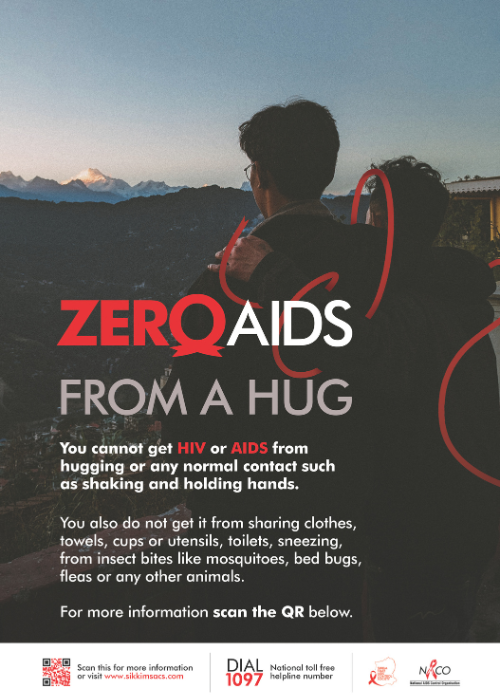 ZERO AIDS
FROM A HUG
You cannot get HIV or AIDS from
hugging or any normal contact such
as shaking and holding hands.
You also do not get it from sharing clothes,
towels, cups or utensils, toilets, sneezing,
from insect bites like mosquitoes, bed bugs,
fleas or any other animals.
For more information scan the QR below.
Scan this for more information
or visit www.sikkimsacs.com
DIAL
1097
National toll free
helpline number
NACO
National AIDS Control Organisation